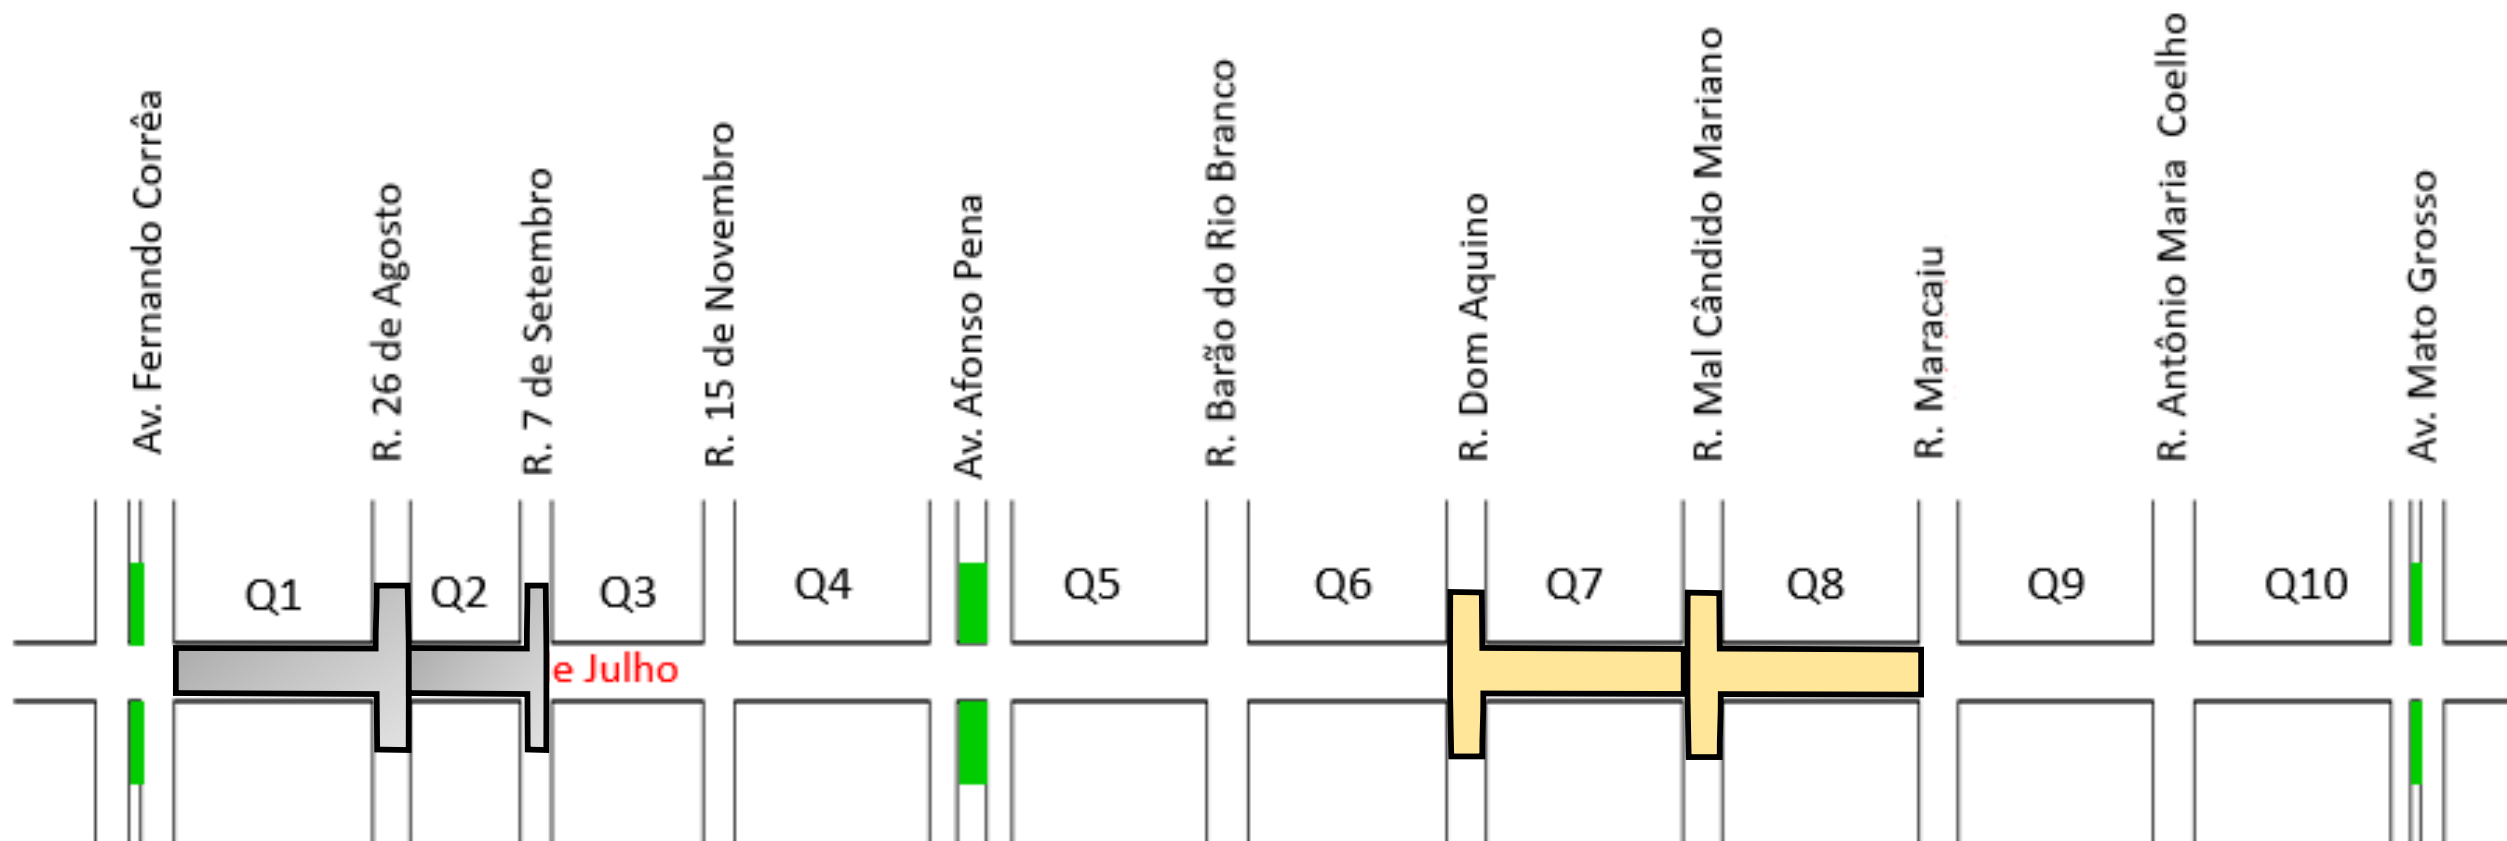 Av. Fernando Corrêa
R. 26 de Agosto
R. 7 de Setembro
R. 15 de Novembro
Av. Afonso Pena
R. Barão do Rio Branco
R. Dom Aquino
R. Mal Cândido Mariano
R. Maracaju
R. Antônio Maria Coelho
Av. Mato Grosso
Q1
Q2
Q3
Q4
Q5
Q6
Q7
Q8
Q9
Q10
e Julho